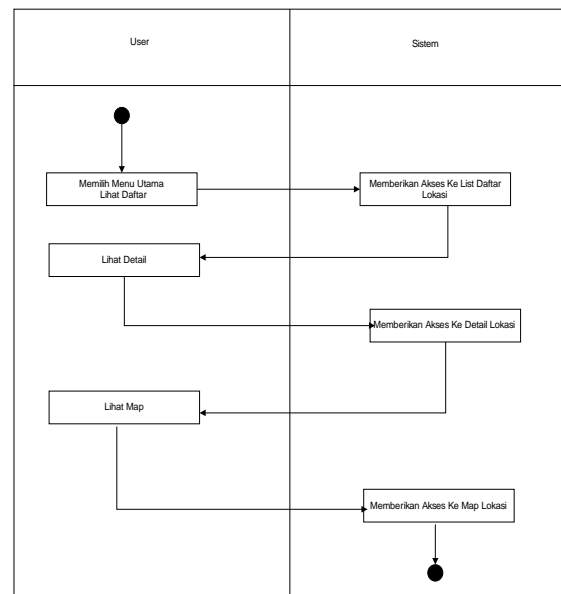 User
Sistem
Memilih Menu Utama
Lihat Daftar
Memberikan Akses Ke List Daftar
Lokasi
Lihat Detail
Memberikan Akses Ke Detail Lokasi
Lihat Map
Memberikan Akses Ke Map Lokasi